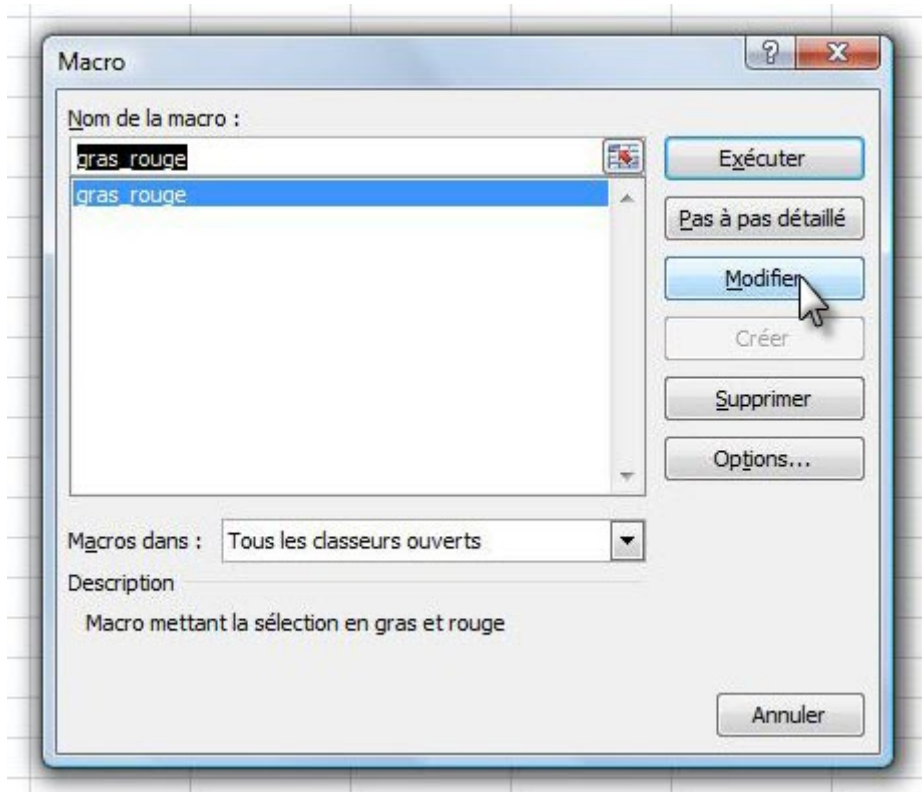 Macro
Nom de la macro :
gras_rouge
gras_rouge
Exécuter
Pas à pas détaillé
Modifier
Créer
Supprimer
Options...
Macros dans : Tous les classeurs ouverts
Description
Macro mettant la sélection en gras et rouge
Annuler